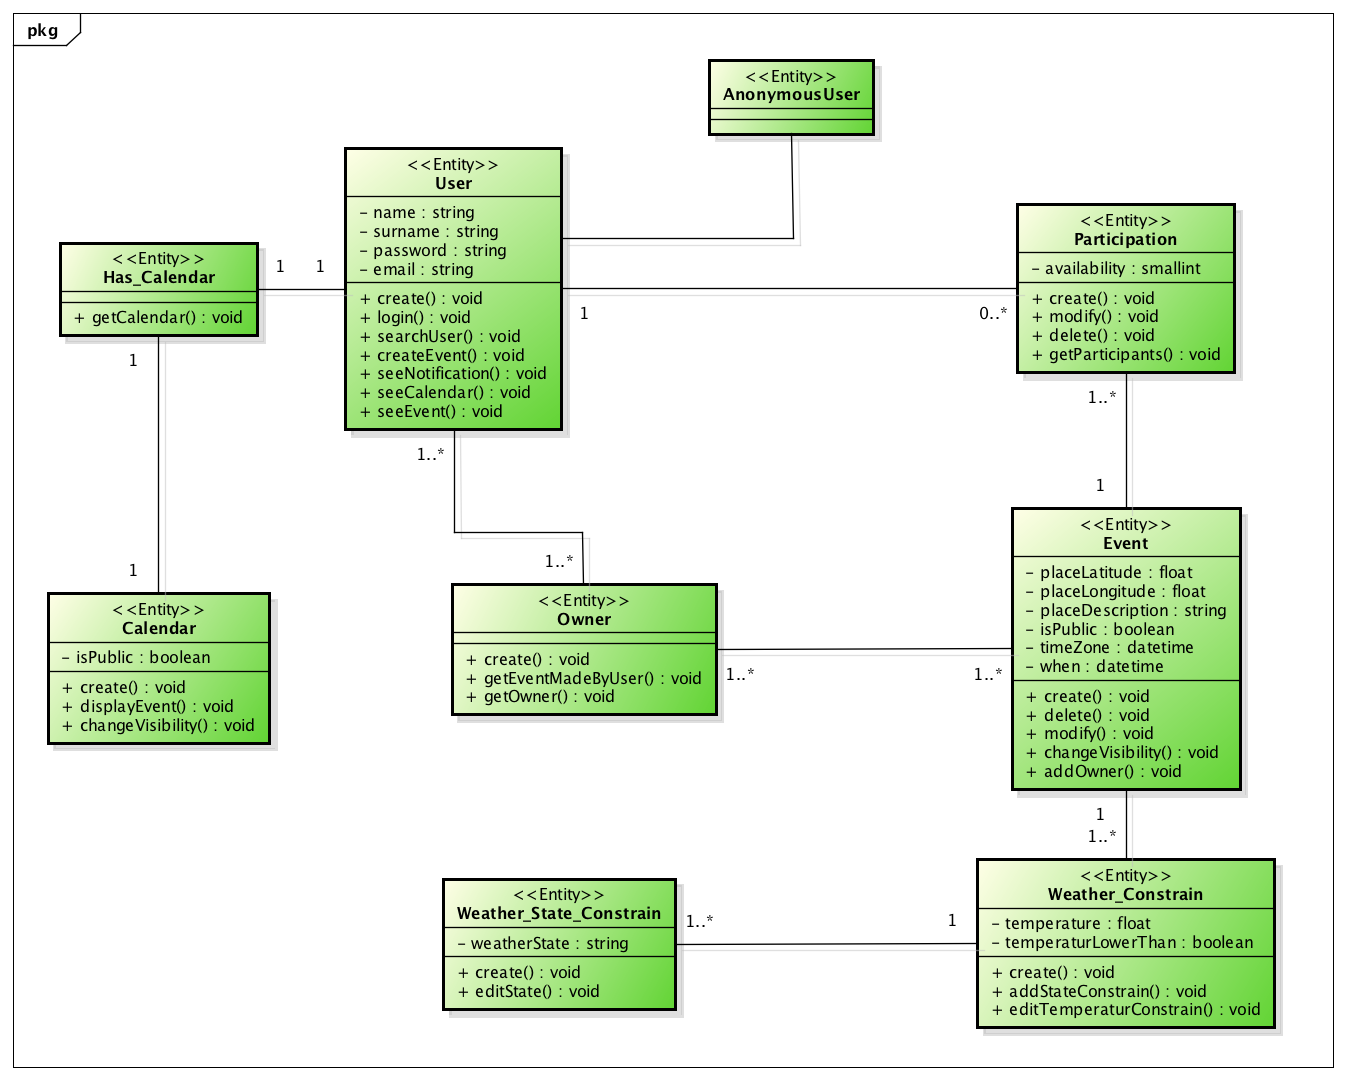 pkg
<<Entity>>
AnonymousUser
<<Entity>>
User
- name : string
- surname : string
- password : string
- email : string
+ create() : void
+ login() : void
+ searchUser() : void
+ createEvent() : void
+ seeNotification() : void
+ seeCalendar() : void
+ seeEvent() : void
<<Entity>>
Participation
- availability : smallint
+ create() : void
+ modify() : void
+ delete() : void
+ getParticipants() : void
<<Entity>>
Has_Calendar
+ getCalendar() : void
1
1
1
0..*
1
1..*
1..*
1
1..*
1
<<Entity>>
Event
- placeLatitude : float
- placeLongitude : float
- placeDescription : string
- isPublic : boolean
- timeZone : datetime
- when : datetime
+ create() : void
+ delete() : void
+ modify() : void
+ changeVisibility() : void
+ addOwner() : void
<<Entity>>
Calendar
- isPublic : boolean
+ create() : void
+ displayEvent() : void
+ changeVisibility() : void
<<Entity>>
Owner
+ create() : void
+ getEventMadeByUser() : void
+ getOwner() : void
1..*
1..*
1
1..*
<<Entity>>
Weather_Constrain
- temperature : float
- temperaturLowerThan : boolean
+ create() : void
+ addStateConstrain() : void
+ editTemperaturConstrain() : void
<<Entity>>
Weather_State_Constrain
- weatherState : string
+ create() : void
+ editState() : void
1..*
1